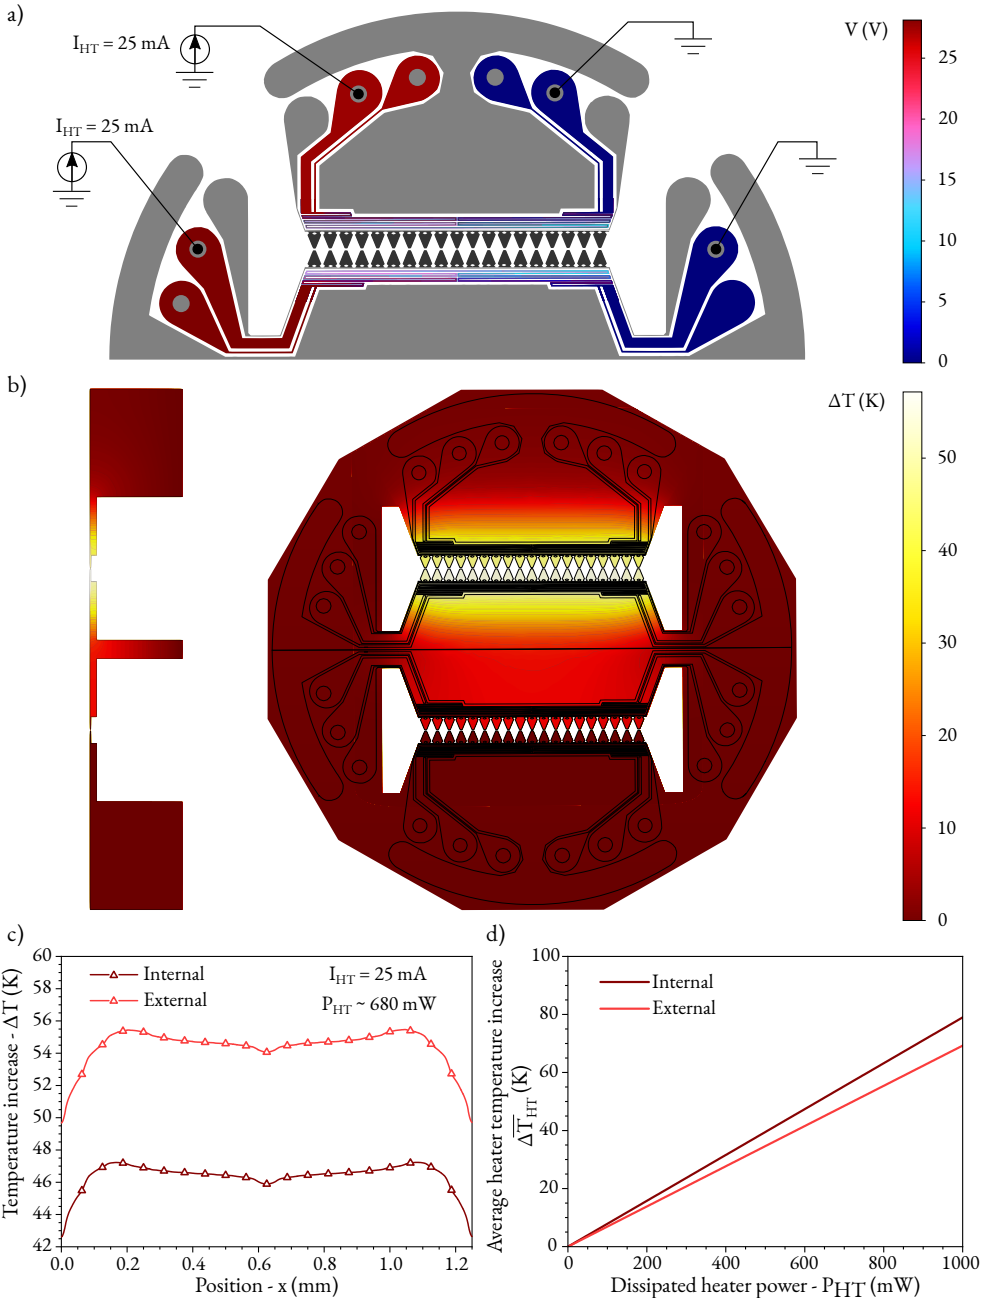 a)
I_HT = 25 mA
I_HT = 25 mA
V (V)
25
20
15
10
5
0
b)
ΔT (K)
50
40
30
20
10
0
c)
Temperature increase - ΔT (K)
60
58
56
54
52
50
48
46
44
42
Internal
External
I_HT = 25 mA
P_HT ~ 680 mW
0.0 0.2 0.4 0.6 0.8 1.0 1.2
Position - x (mm)
d)
Average heater temperature increase
ΔT̅_HT (K)
100
80
60
40
20
0
Internal
External
0 200 400 600 800 1000
Dissipated heater power - P_HT (mW)